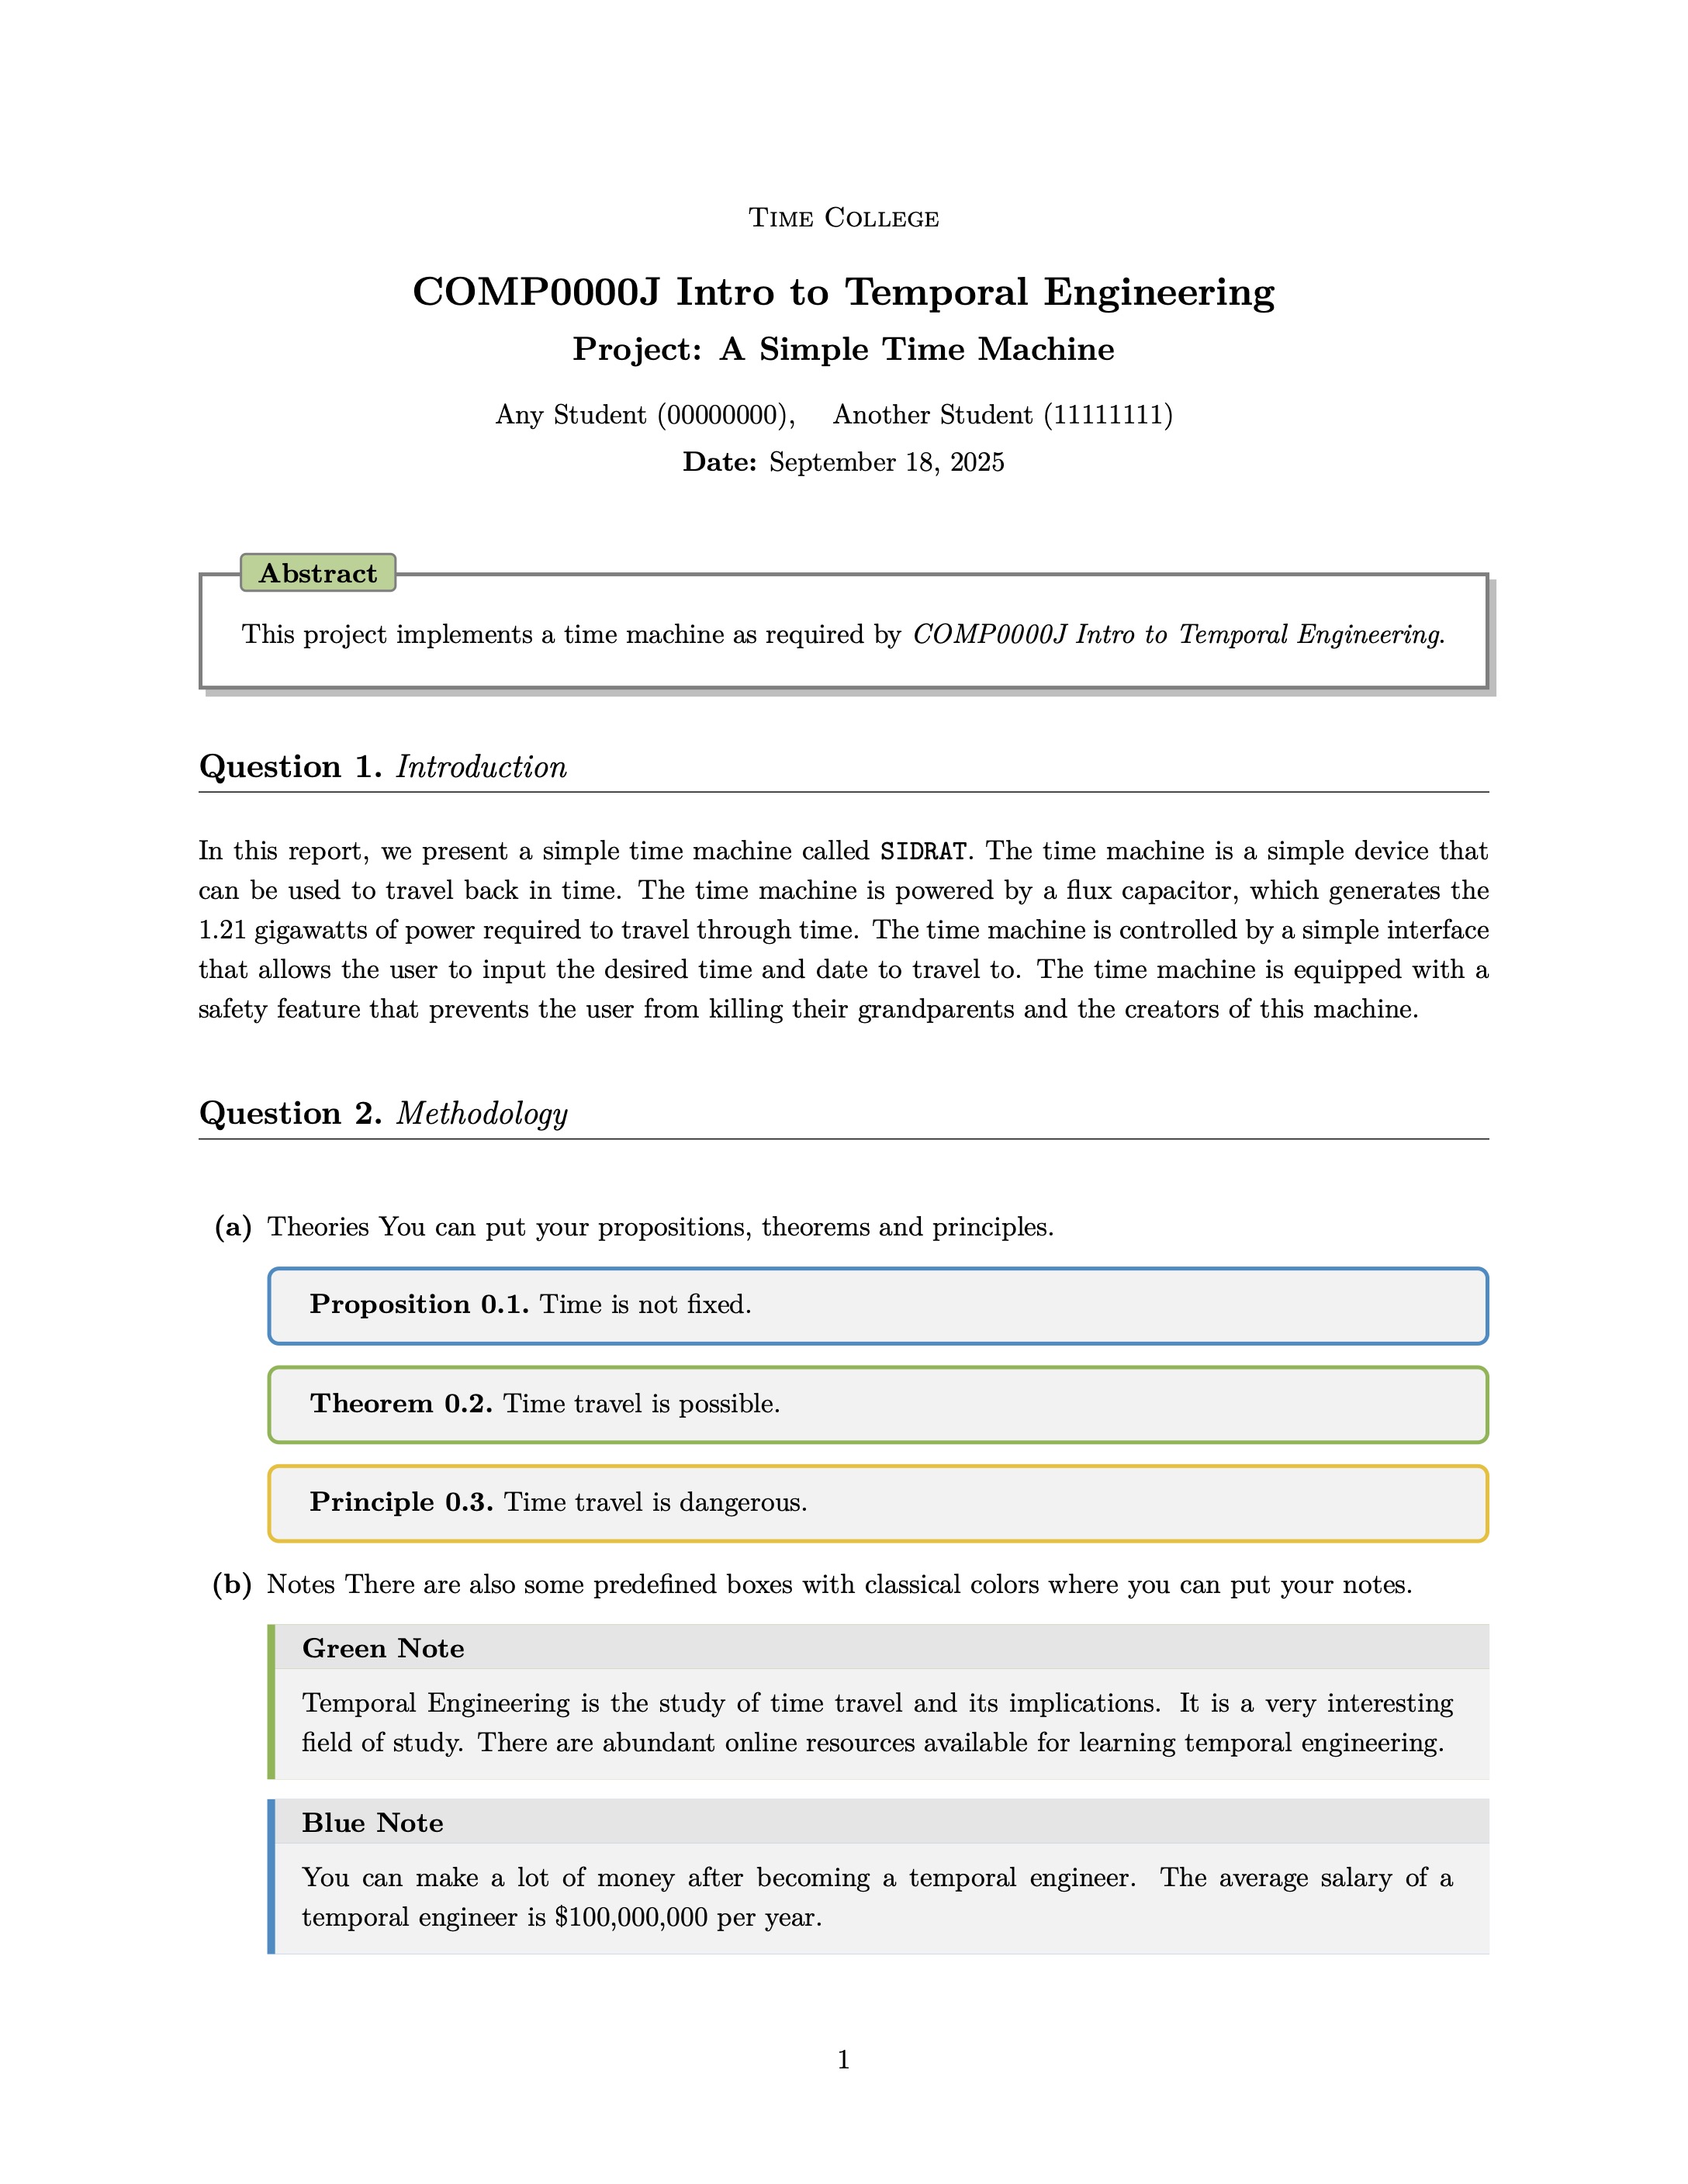 Time College
COMP0000J Intro to Temporal Engineering
Project: A Simple Time Machine
Any Student (00000000), Another Student (11111111)
Date: September 18, 2025
Abstract
This project implements a time machine as required by COMP0000J Intro to Temporal Engineering.
Question 1. Introduction
In this report, we present a simple time machine called SIDRAT. The time machine is a simple device that
can be used to travel back in time. The time machine is powered by a flux capacitor, which generates the
1.21 gigawatts of power required to travel through time. The time machine is controlled by a simple interface
that allows the user to input the desired time and date to travel to. The time machine is equipped with a
safety feature that prevents the user from killing their grandparents and the creators of this machine.
Question 2. Methodology
(a) Theories You can put your propositions, theorems and principles.
Proposition 0.1. Time is not fixed.
Theorem 0.2. Time travel is possible.
Principle 0.3. Time travel is dangerous.
(b) Notes There are also some predefined boxes with classical colors where you can put your notes.
Green Note
Temporal Engineering is the study of time travel and its implications. It is a very interesting
field of study. There are abundant online resources available for learning temporal engineering.
Blue Note
You can make a lot of money after becoming a temporal engineer. The average salary of a
temporal engineer is $100,000,000 per year.
1